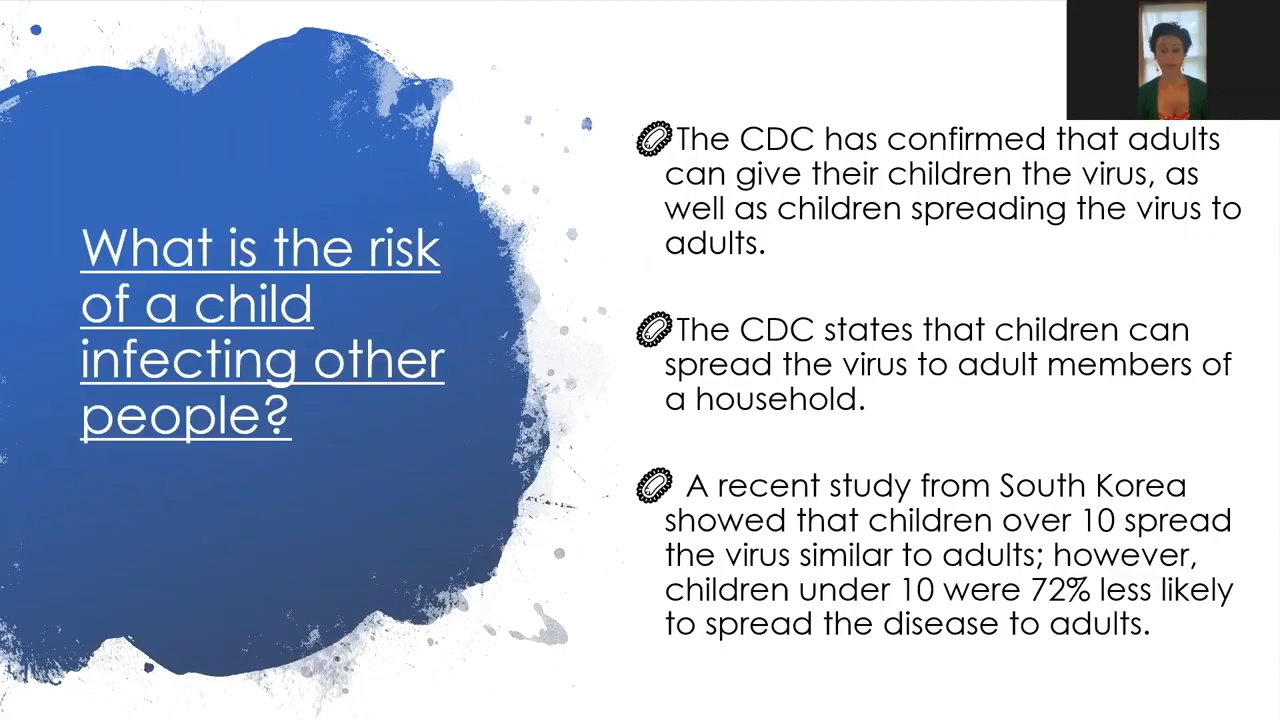 What is the risk
of a child
infecting other
people?
The CDC has confirmed that adults
can give their children the virus, as
well as children spreading the virus to
adults.
The CDC states that children can
spread the virus to adult members of
a household.
A recent study from South Korea
showed that children over 10 spread
the virus similar to adults; however,
children under 10 were 72% less likely
to spread the disease to adults.